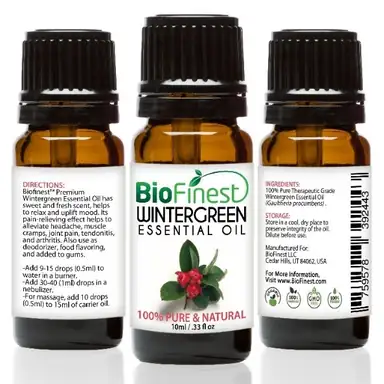 DIRECTIONS:
Biofinest™ Premium
Wintergreen Essential Oil has
sweet and fresh scent, helps
to relax and uplift mood. Its
pain-relieving effect helps to
alleviate headache, muscle
cramps, joint pain, tendonitis,
and arthritis. Also use as
deodorizer, food flavoring,
and added to gums.
-Add 9-15 drops (0.5ml) to
water in a burner.
-Add 30-40 (1ml) drops in a
nebulizer.
-For massage, add 10 drops
(0.5ml) to 15ml of carrier oil.
BioFinest
WINTERGREEN
ESSENTIAL OIL
100% PURE & NATURAL
10ml / .33 fl oz
INGREDIENTS:
100% Pure Therapeutic Grade
Wintergreen Essential Oil
(Gaultheria procumbens).
STORAGE:
Store in a cool, dry place to
preserve integrity of the oil.
Dilute before use.
Manufactured For:
BioFinest LLC
Cedar Hills, UT 84062, USA
For More Information,
Visit www.BioFinest.com
100%
GMO
7 59578 392443